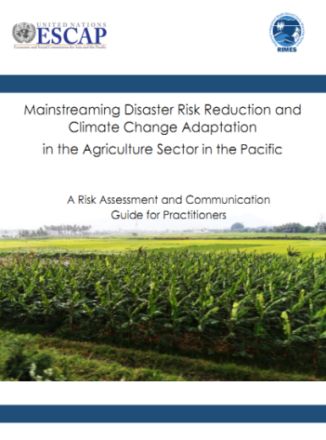 UNITED NATIONS
ESCAP
Economic and Social Commission for Asia and the Pacific
RIMES
Mainstreaming Disaster Risk Reduction and
Climate Change Adaptation
in the Agriculture Sector in the Pacific
A Risk Assessment and Communication
Guide for Practitioners